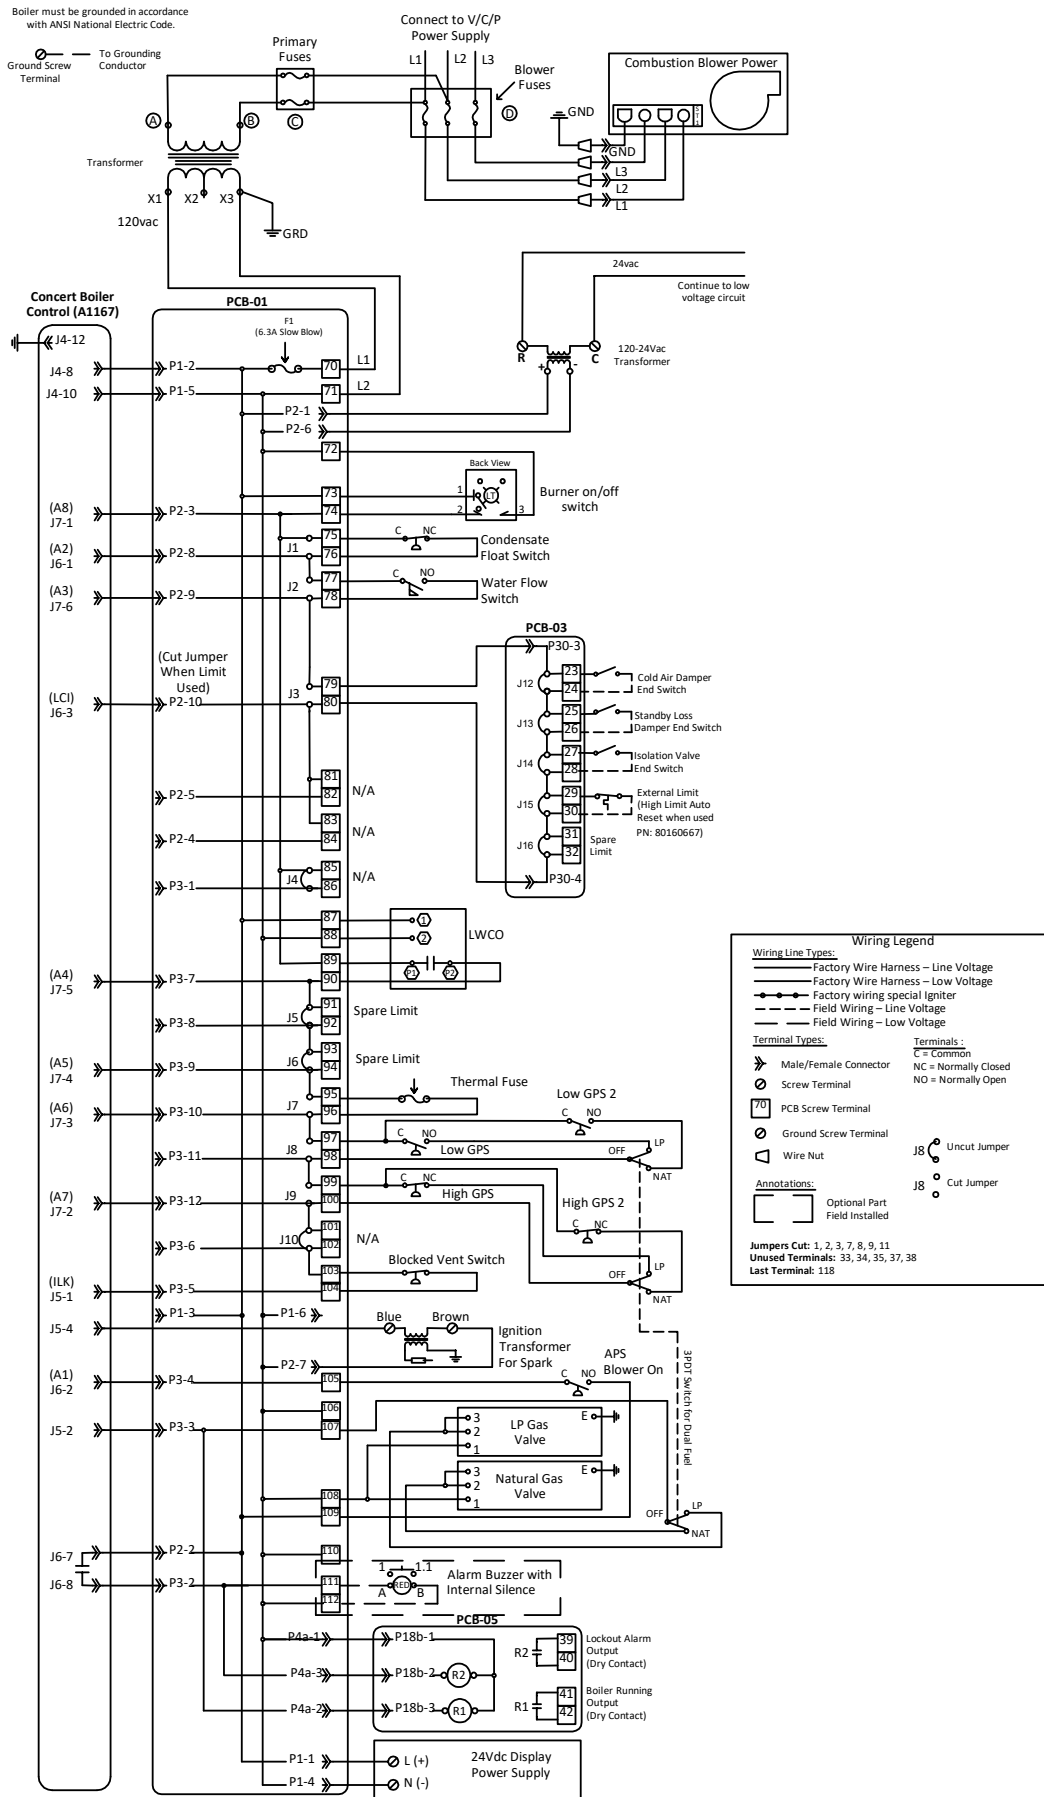 Boiler must be grounded in accordance
with ANSI National Electric Code.
Ground Screw
Terminal
To Grounding
Conductor
Primary
Fuses
Connect to V/C/P
Power Supply
L1
L2
L3
Blower
Fuses
Combustion Blower Power
GND
A
B
C
D
GND
L3
L2
L1
Transformer
X1
X2
X3
120vac
GRD
24vac
Continue to low
voltage circuit
R
C
120-24Vac
Transformer
+
-
Concert Boiler
Control (A1167)
PCB-01
F1
(6.3A Slow Blow)
J4-12
J4-8
P1-2
70
L1
J4-10
P1-5
71
L2
P2-1
P2-6
72
Back View
LT
1
2
3
Burner on/off
switch
73
(A8)
J7-1
P2-3
74
75
C
NC
Condensate
Float Switch
(A2)
J6-1
P2-8
J1
76
77
C
NO
Water Flow
Switch
J2
(A3)
J7-6
P2-9
78
(Cut Jumper
When Limit
Used)
79
J3
(LCI)
J6-3
P2-10
80
PCB-03
P30-3
23
J12
24
Cold Air Damper
End Switch
25
J13
26
Standby Loss
Damper End Switch
27
J14
28
Isolation Valve
End Switch
29
J15
30
External Limit
(High Limit Auto
Reset when used
PN: 80160667)
31
J16
32
Spare
Limit
P30-4
81
P2-5
82
N/A
83
P2-4
84
N/A
85
J4
P3-1
86
N/A
87
1
88
2
LWCO
89
P1
P2
(A4)
J7-5
P3-7
90
91
J5
P3-8
92
Spare Limit
93
J6
(A5)
J7-4
P3-9
94
Spare Limit
95
J7
(A6)
J7-3
P3-10
96
Thermal Fuse
Low GPS 2
C
NO
97
C
NO
Low GPS
J8
P3-11
98
OFF
LP
NAT
99
C
NC
High GPS
High GPS 2
C
NC
J9
(A7)
J7-2
P3-12
100
101
J10
P3-6
102
N/A
103
Blocked Vent Switch
OFF
LP
NAT
(ILK)
J5-1
P3-5
104
P1-3
P1-6
J5-4
Blue
Brown
Ignition
Transformer
For Spark
P2-7
3PDT Switch for Dual Fuel
APS
Blower On
(A1)
J6-2
P3-4
105
C
NO
106
J5-2
P3-3
107
3
2
1
LP Gas
Valve
E
3
2
1
Natural Gas
Valve
E
108
109
OFF
LP
NAT
J6-7
P2-2
110
J6-8
P3-2
111
112
1
1.1
A
RED
B
Alarm Buzzer with
Internal Silence
PCB-05
P4a-1
P18b-1
R2
39
40
Lockout Alarm
Output
(Dry Contact)
P4a-3
P18b-2
R2
P4a-2
P18b-3
R1
R1
41
42
Boiler Running
Output
(Dry Contact)
P1-1
L (+)
P1-4
N (-)
24Vdc Display
Power Supply
Wiring Legend
Wiring Line Types:
Factory Wire Harness – Line Voltage
Factory Wire Harness – Low Voltage
Factory wiring special Igniter
Field Wiring – Line Voltage
Field Wiring – Low Voltage
Terminal Types:
Male/Female Connector
Screw Terminal
70
PCB Screw Terminal
Ground Screw Terminal
Wire Nut
Terminals :
C = Common
NC = Normally Closed
NO = Normally Open
J8
Uncut Jumper
J8
Cut Jumper
Annotations:
Optional Part
Field Installed
Jumpers Cut: 1, 2, 3, 7, 8, 9, 11
Unused Terminals: 33, 34, 35, 37, 38
Last Terminal: 118